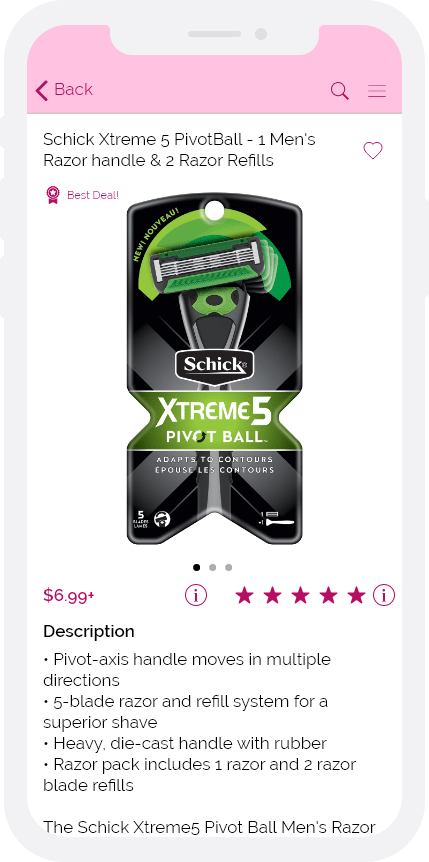 Back
Schick Xtreme 5 PivotBall - 1 Men's
Razor handle & 2 Razor Refills
Best Deal!
NEW! NOUVEAU!
Schick®
XTREME5
PIVOT BALL™
ADAPTS TO CONTOURS
ÉPOUSE LES CONTOURS
5
BLADES
LAMES
1
+1
$6.99+
i
i
Description
• Pivot-axis handle moves in multiple
directions
• 5-blade razor and refill system for a
superior shave
• Heavy, die-cast handle with rubber
• Razor pack includes 1 razor and 2 razor
blade refills
The Schick Xtreme5 Pivot Ball Men's Razor